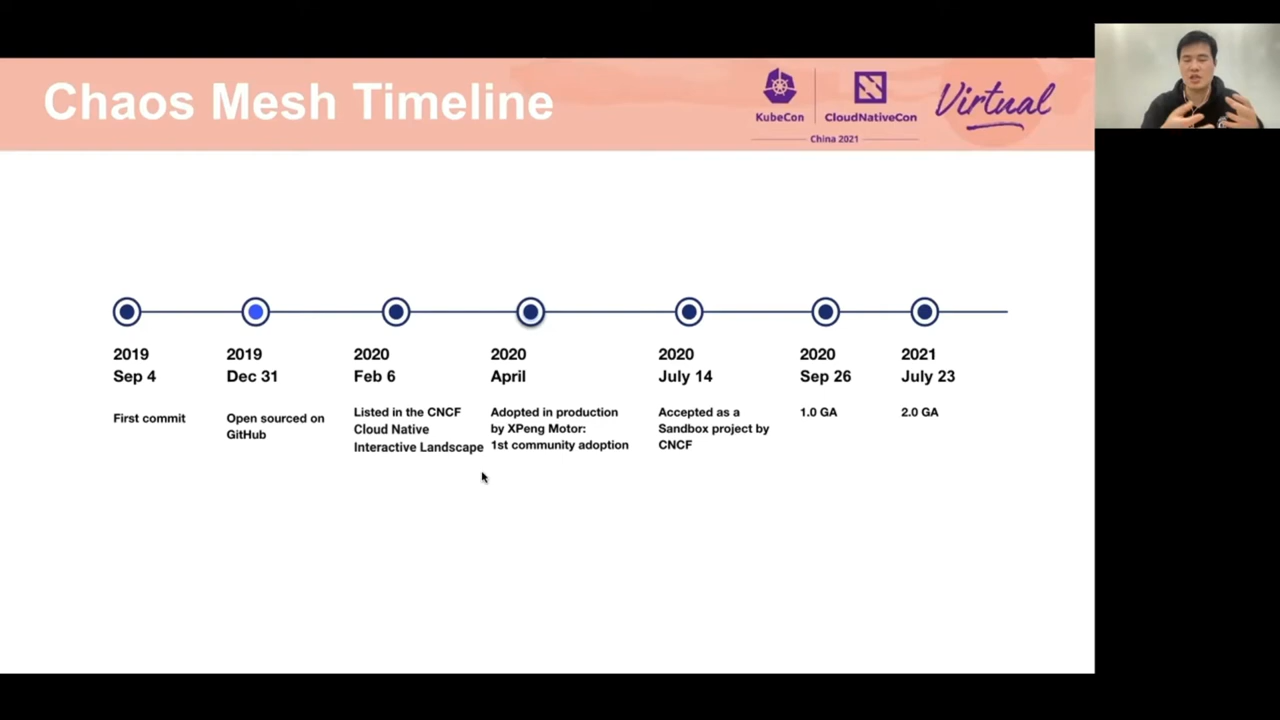 Chaos Mesh Timeline
KubeCon
CloudNativeCon
China 2021
Virtual
2019
Sep 4
First commit
2019
Dec 31
Open sourced on
GitHub
2020
Feb 6
Listed in the CNCF
Cloud Native
Interactive Landscape
2020
April
Adopted in production
by XPeng Motor:
1st community adoption
2020
July 14
Accepted as a
Sandbox project by
CNCF
2020
Sep 26
1.0 GA
2021
July 23
2.0 GA